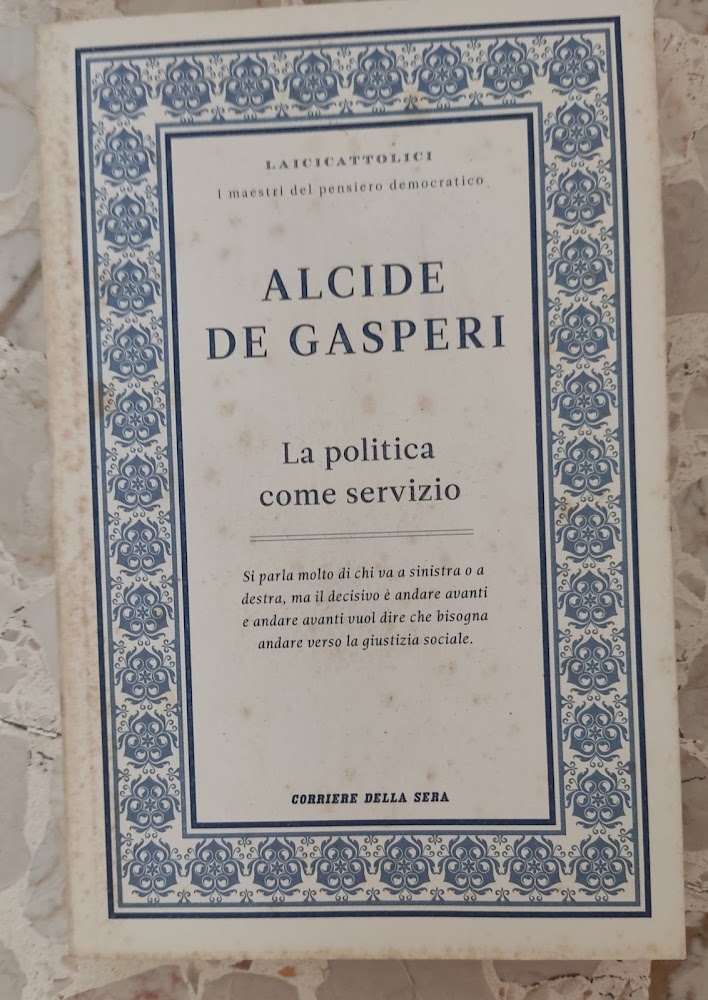 LAICICATTOLICI
I maestri del pensiero democratico
ALCIDE
DE GASPERI
La politica
come servizio
Si parla molto di chi va a sinistra o a
destra, ma il decisivo è andare avanti
e andare avanti vuol dire che bisogna
andare verso la giustizia sociale.
CORRIERE DELLA SERA